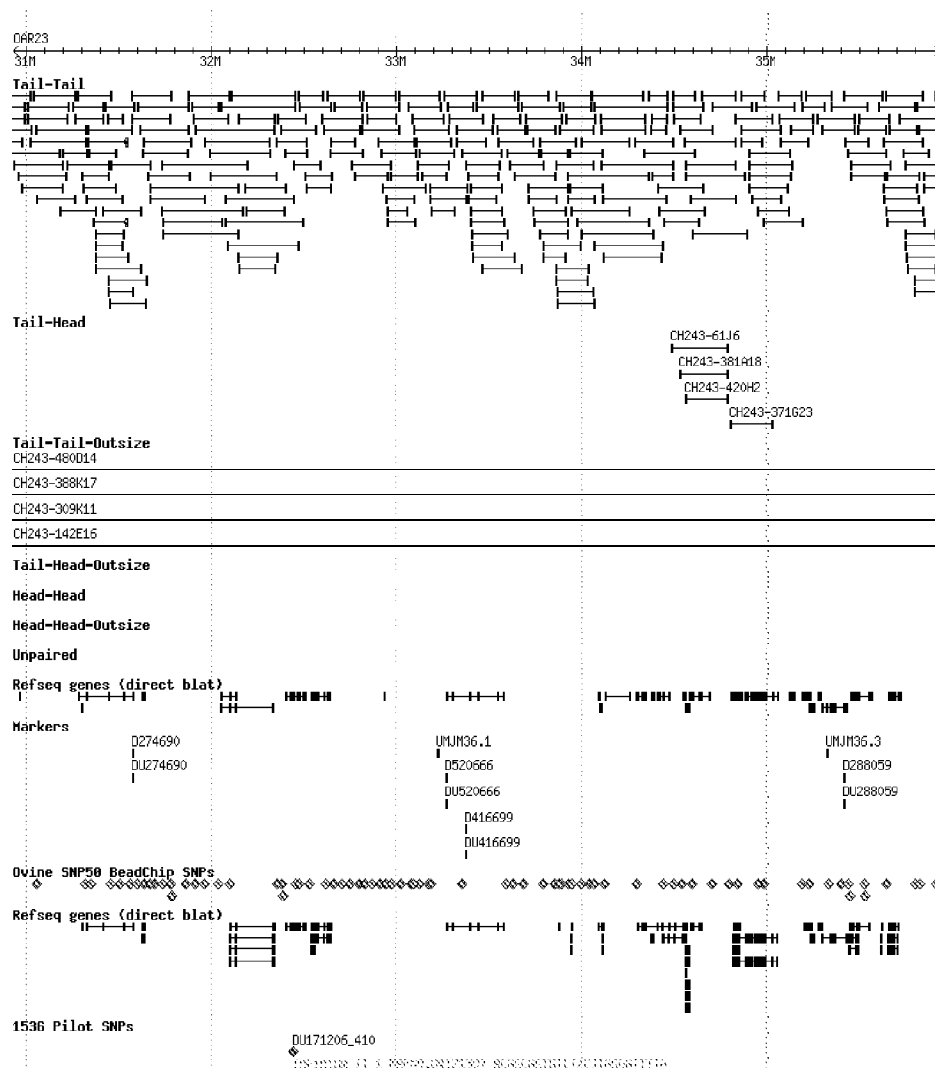 OAR23
31M 32M 33M 34M 35M
Tail-Tail
Tail-Head
CH243-61J6
CH243-381A18
CH243-420H2
CH243-371G23
Tail-Tail-Outsize
CH243-480D14
CH243-388K17
CH243-309K11
CH243-142E16
Tail-Head-Outsize
Head-Head
Head-Head-Outsize
Unpaired
Refseq genes (direct blat)
Markers
D274690 UMJM36.1 UMJM36.3
DU274690 D520666 D288059
DU520666 DU288059
D416699
DU416699
Ovine SNP50 BeadChip SNPs
Refseq genes (direct blat)
1536 Pilot SNPs
DU171206_410